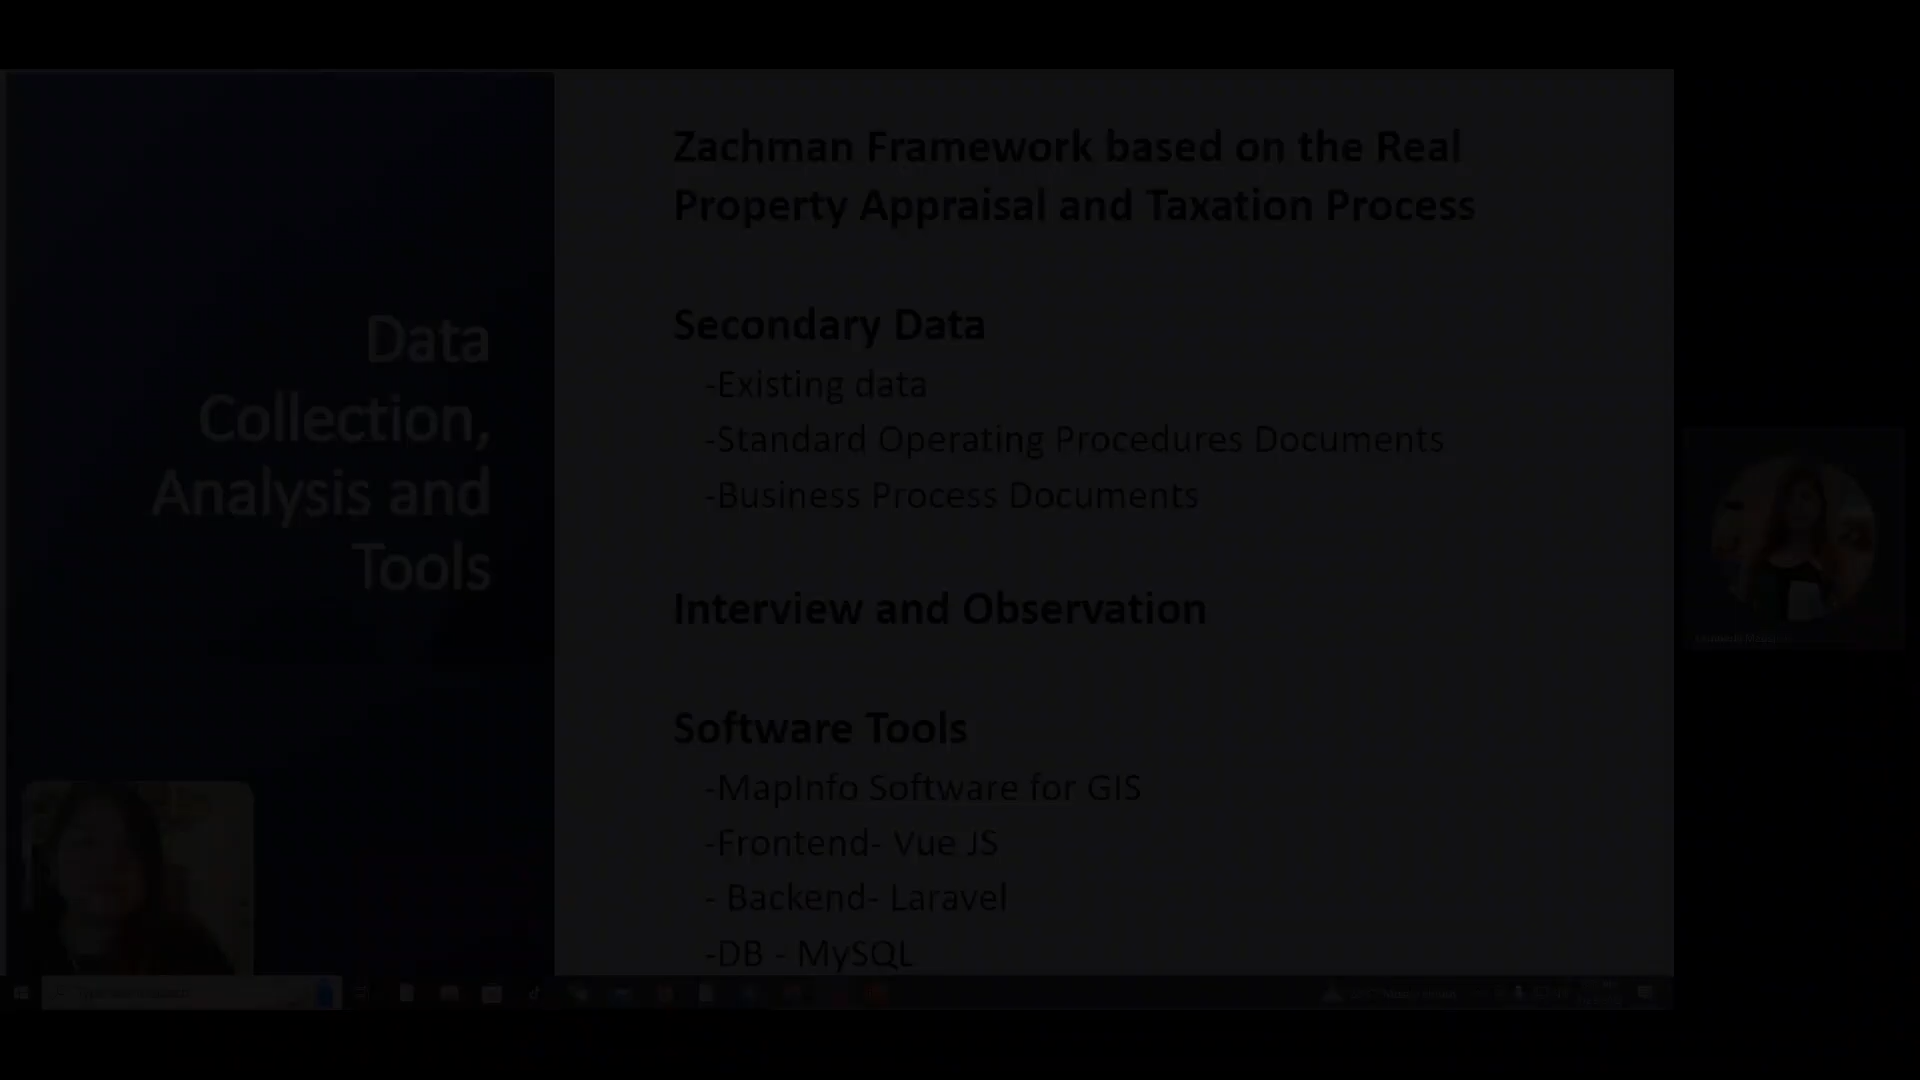 Data
Collection,
Analysis and
Tools
Zachman Framework based on the Real
Property Appraisal and Taxation Process
Secondary Data
-Existing data
-Standard Operating Procedures Documents
-Business Process Documents
Interview and Observation
Software Tools
-MapInfo Software for GIS
-Frontend- Vue JS
- Backend- Laravel
-DB - MySQL